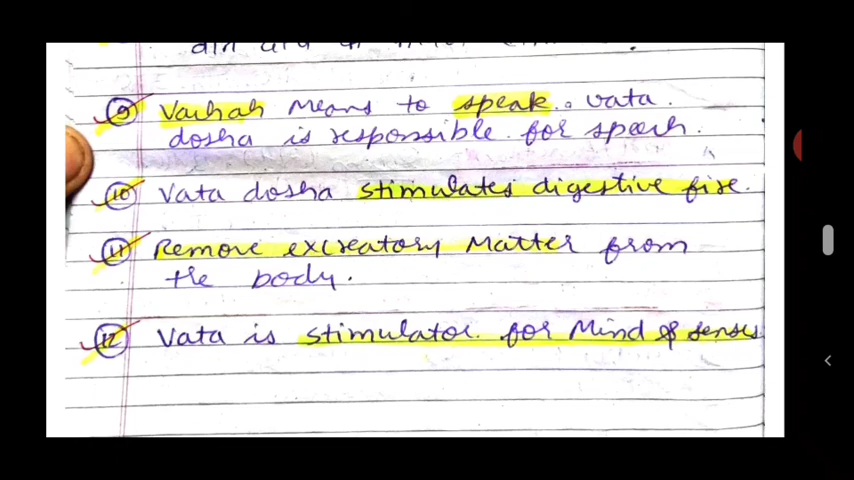 ⑨ Vachah Means to speak. vata
dosha is responsible for speech.
⑩ Vata dosha stimulates digestive fire.
⑪ Remove excreatory Matter from
the body.
⑫ Vata is stimulator for Mind & senses